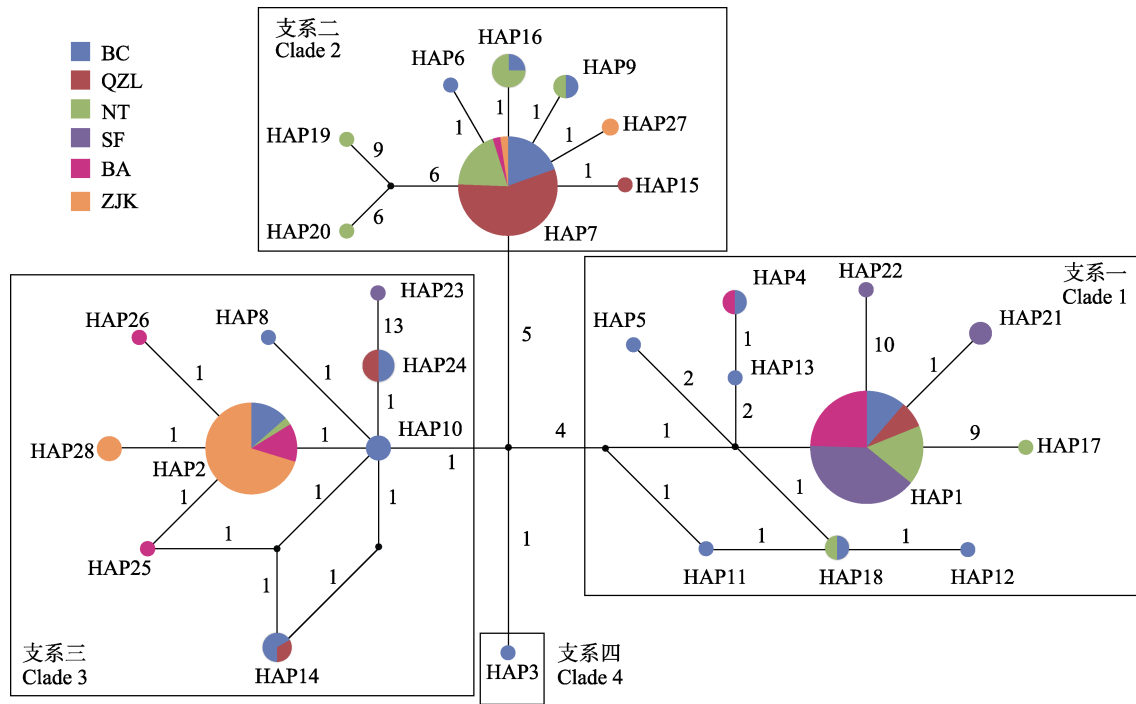 BC
QZL
NT
SF
BA
ZJK
支系二
Clade 2
HAP16
HAP6
HAP9
HAP27
HAP19
HAP15
HAP20
HAP7
1
1
1
1
1
9
6
6
5
支系一
Clade 1
HAP22
HAP4
HAP21
HAP5
HAP13
HAP17
HAP1
HAP11
HAP18
HAP12
10
1
1
2
2
9
4
1
1
1
1
1
HAP23
HAP26
HAP8
HAP24
HAP10
HAP28
HAP2
HAP25
HAP14
13
1
1
1
1
1
1
1
1
1
1
1
1
支系三
Clade 3
1
HAP3
支系四
Clade 4